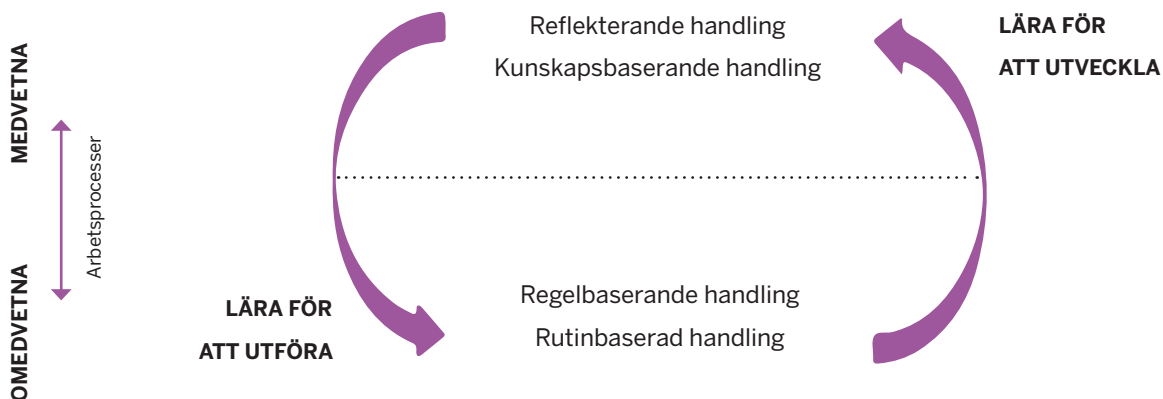 MEDVETNA
Arbetsprocesser
OMEDVETNA
Reflekterande handling
Kunskapsbaserande handling
LÄRA FÖR
ATT UTVECKLA
LÄRA FÖR
ATT UTFÖRA
Regelbaserande handling
Rutinbaserad handling